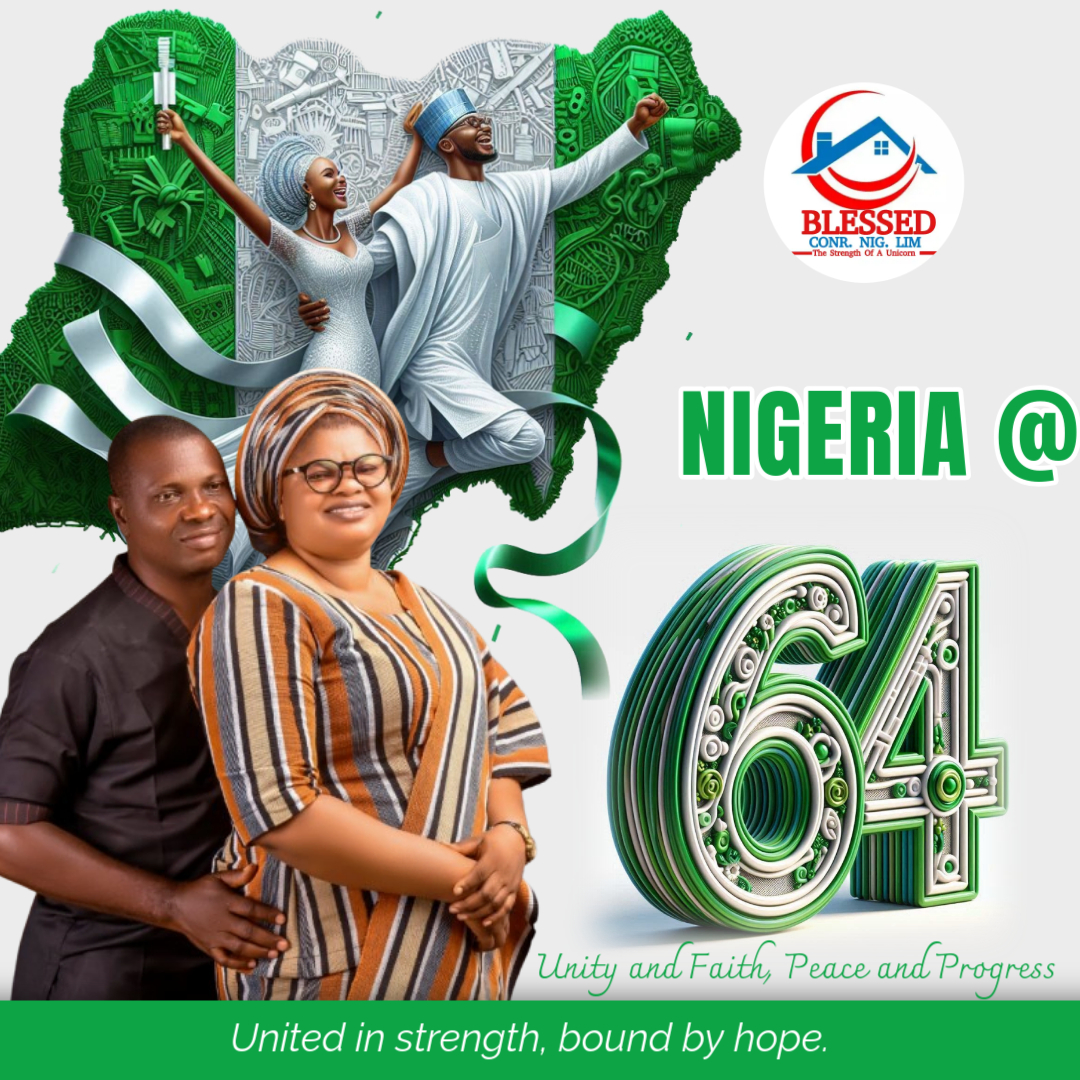 BLESSED
CONR. NIG. LIM
The Strength Of A Unicorn
NIGERIA @
64
Unity and Faith, Peace and Progress
United in strength, bound by hope.